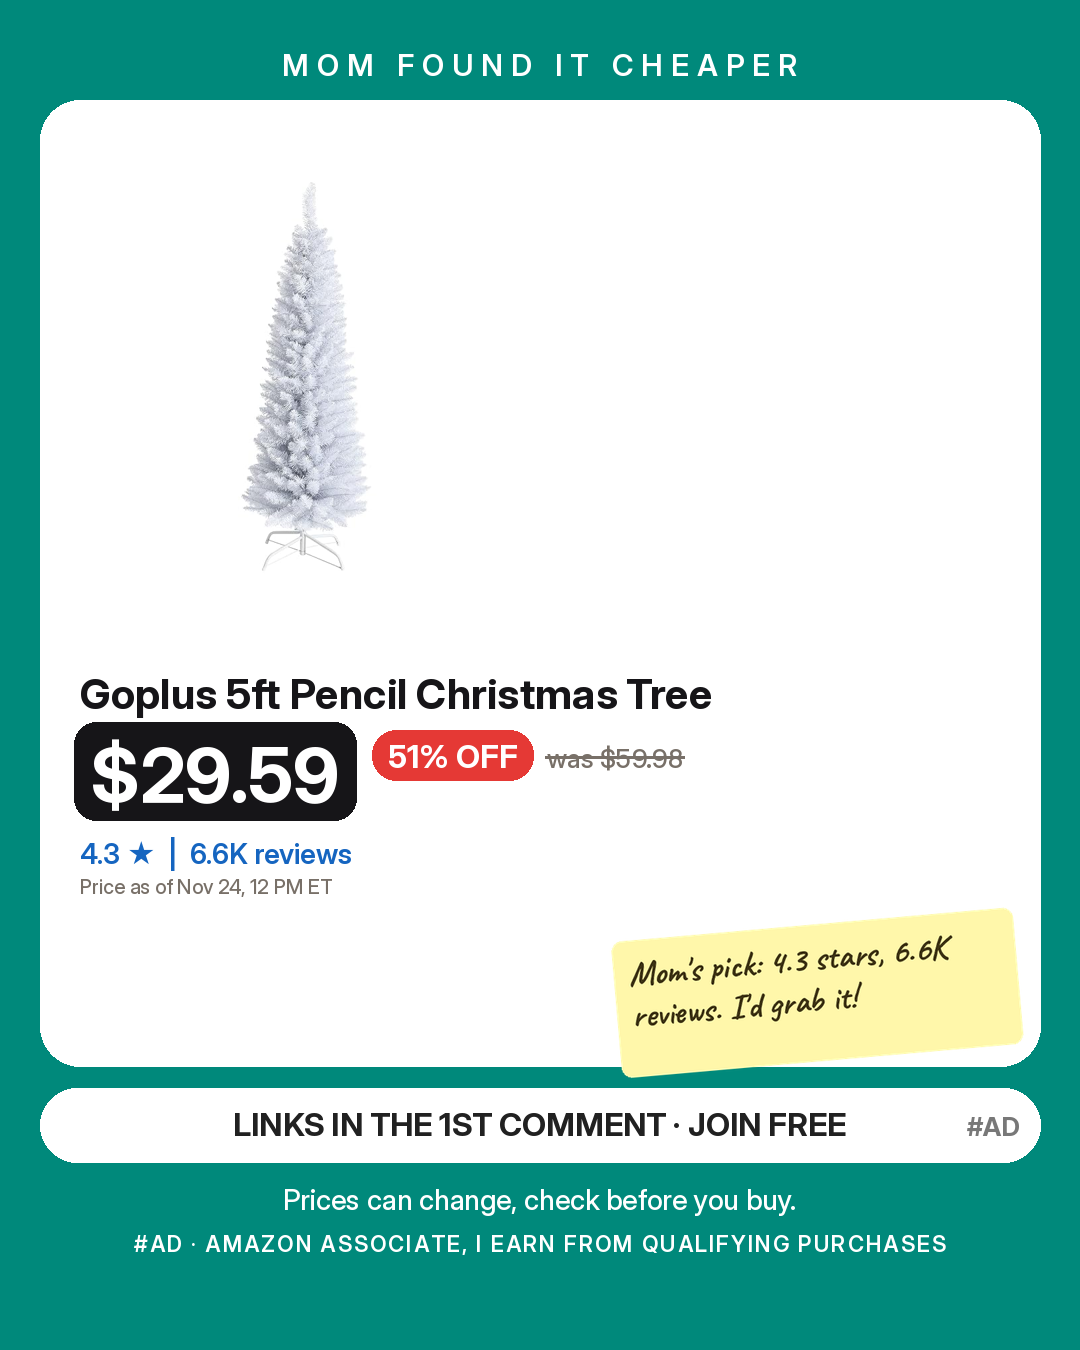 MOM FOUND IT CHEAPER
Goplus 5ft Pencil Christmas Tree
$29.59 51% OFF was $59.98
4.3 ★ | 6.6K reviews
Price as of Nov 24, 12 PM ET
Mom's pick: 4.3 stars, 6.6K
reviews. I'd grab it!
LINKS IN THE 1ST COMMENT · JOIN FREE #AD
Prices can change, check before you buy.
#AD · AMAZON ASSOCIATE, I EARN FROM QUALIFYING PURCHASES